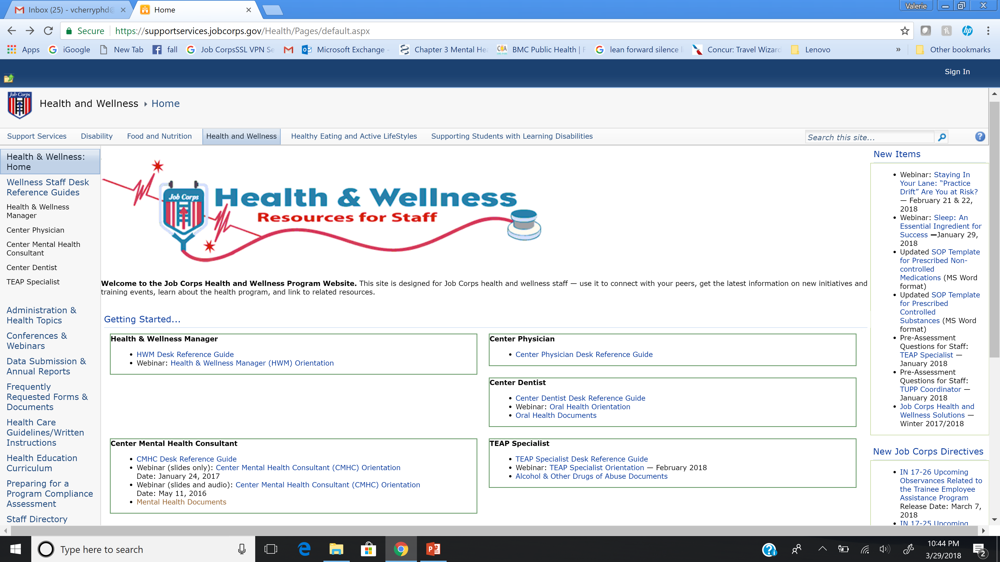 Inbox (25) - vcherryphd@
Home
Valerie
Secure
https://supportservices.jobcorps.gov/Health/Pages/default.aspx
Apps
iGoogle
New Tab
fall
Job CorpsSSL VPN Se
Microsoft Exchange -
Chapter 3 Mental Hea
BMC Public Health | F
lean forward silence l
Concur: Travel Wizard
Lenovo
»
Other bookmarks
Sign In
Job Corps
Health and Wellness
Home
Support Services
Disability
Food and Nutrition
Health and Wellness
Healthy Eating and Active LifeStyles
Supporting Students with Learning Disabilities
Search this site...
Health & Wellness:
Home
Wellness Staff Desk
Reference Guides
Health & Wellness
Manager
Center Physician
Center Mental Health
Consultant
Center Dentist
TEAP Specialist
Administration &
Health Topics
Conferences &
Webinars
Data Submission &
Annual Reports
Frequently
Requested Forms &
Documents
Health Care
Guidelines/Written
Instructions
Health Education
Curriculum
Preparing for a
Program Compliance
Assessment
Staff Directory
Job Corps
Health & Wellness
Resources for Staff
Welcome to the Job Corps Health and Wellness Program Website. This site is designed for Job Corps health and wellness staff — use it to connect with your peers, get the latest information on new initiatives and
training events, learn about the health program, and link to related resources.
Getting Started...
Health & Wellness Manager
• HWM Desk Reference Guide
• Webinar: Health & Wellness Manager (HWM) Orientation
Center Physician
• Center Physician Desk Reference Guide
Center Dentist
• Center Dentist Desk Reference Guide
• Webinar: Oral Health Orientation
• Oral Health Documents
Center Mental Health Consultant
• CMHC Desk Reference Guide
• Webinar (slides only): Center Mental Health Consultant (CMHC) Orientation
Date: January 24, 2017
• Webinar (slides and audio): Center Mental Health Consultant (CMHC) Orientation
Date: May 11, 2016
• Mental Health Documents
TEAP Specialist
• TEAP Specialist Desk Reference Guide
• Webinar: TEAP Specialist Orientation — February 2018
• Alcohol & Other Drugs of Abuse Documents
New Items
• Webinar: Staying In
Your Lane: “Practice
Drift” Are You at Risk?
— February 21 & 22,
2018
• Webinar: Sleep: An
Essential Ingredient for
Success —January 29,
2018
• Updated SOP Template
for Prescribed Non-
controlled
Medications (MS Word
format)
• Updated SOP Template
for Prescribed
Controlled
Substances (MS Word
format)
• Pre-Assessment
Questions for Staff:
TEAP Specialist —
January 2018
• Pre-Assessment
Questions for Staff:
TUPP Coordinator —
January 2018
• Job Corps Health and
Wellness Solutions —
Winter 2017/2018
New Job Corps Directives
• IN 17-26 Upcoming
Observances Related to
the Trainee Employee
Assistance Program
Release Date: March 7,
2018
• IN 17-25 Upcoming
Type here to search
10:44 PM
3/29/2018
2